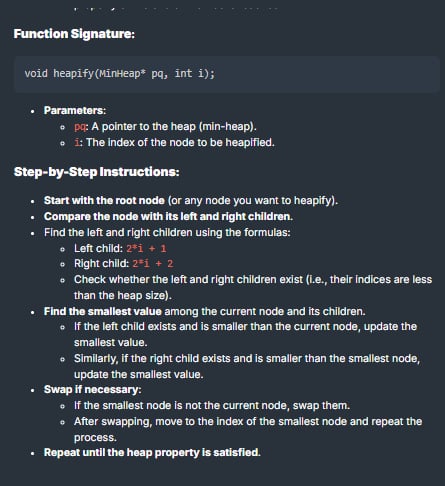 Function Signature:
void heapify(MinHeap* pq, int i);
• Parameters:
◦ pq: A pointer to the heap (min-heap).
◦ i: The index of the node to be heapified.
Step-by-Step Instructions:
• Start with the root node (or any node you want to heapify).
• Compare the node with its left and right children.
• Find the left and right children using the formulas:
◦ Left child: 2*i + 1
◦ Right child: 2*i + 2
◦ Check whether the left and right children exist (i.e., their indices are less
than the heap size).
• Find the smallest value among the current node and its children.
◦ If the left child exists and is smaller than the current node, update the
smallest value.
◦ Similarly, if the right child exists and is smaller than the smallest node,
update the smallest value.
• Swap if necessary:
◦ If the smallest node is not the current node, swap them.
◦ After swapping, move to the index of the smallest node and repeat the
process.
• Repeat until the heap property is satisfied.